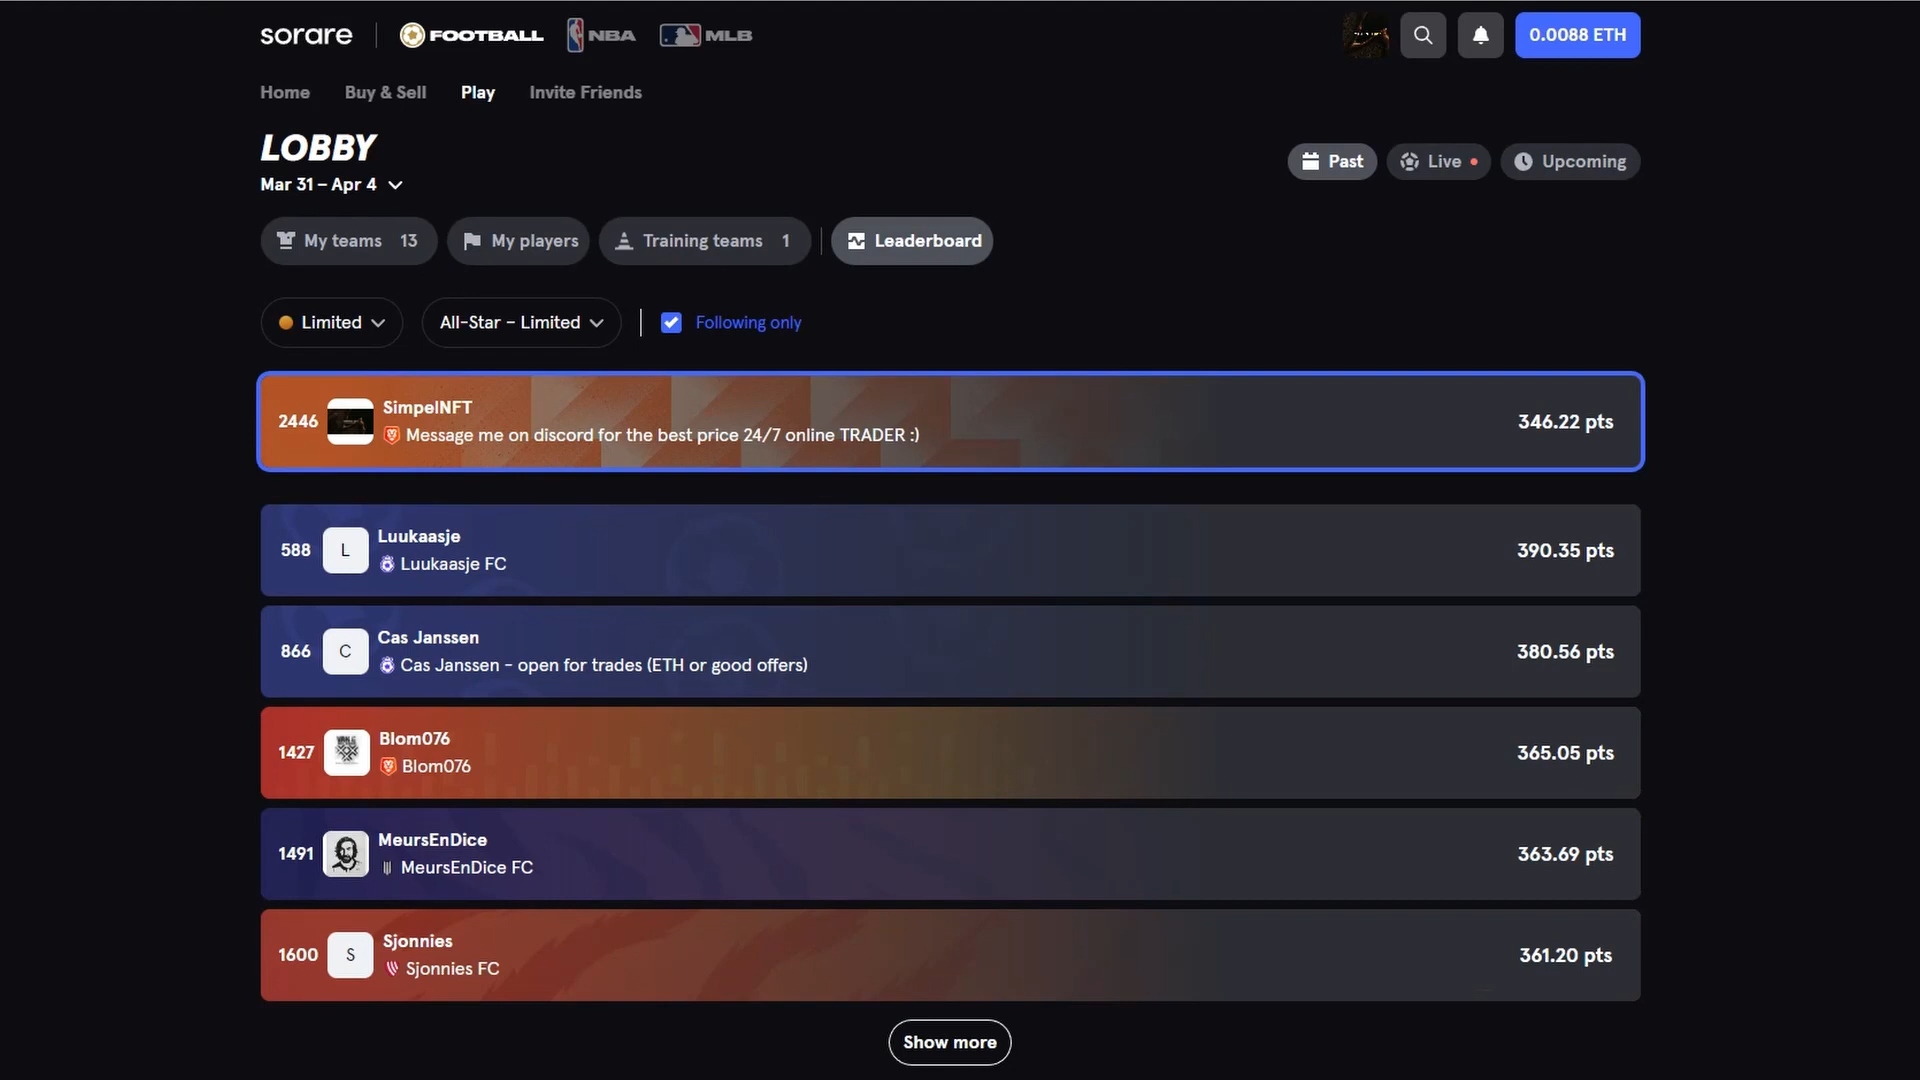 sorare
FOOTBALL
NBA
MLB
0.0088 ETH
Home
Buy & Sell
Play
Invite Friends
LOBBY
Mar 31 – Apr 4
Past
Live
Upcoming
My teams 13
My players
Training teams 1
Leaderboard
Limited
All-Star – Limited
Following only
2446
SimpelNFT
Message me on discord for the best price 24/7 online TRADER :)
346.22 pts
588
L
Luukaasje
Luukaasje FC
390.35 pts
866
C
Cas Janssen
Cas Janssen - open for trades (ETH or good offers)
380.56 pts
1427
Blom076
Blom076
365.05 pts
1491
MeursEnDice
MeursEnDice FC
363.69 pts
1600
S
Sjonnies
Sjonnies FC
361.20 pts
Show more